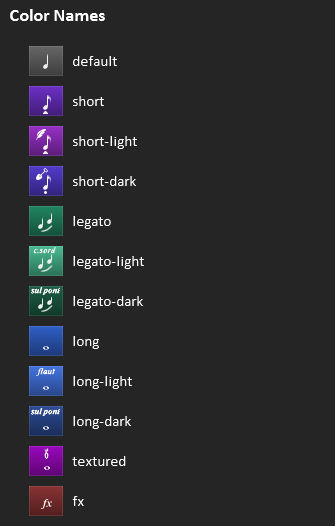 Color Names
default
short
short-light
short-dark
legato
c.sord
legato-light
sul pont
legato-dark
long
flaut
long-light
sul pont
long-dark
textured
fx
fx